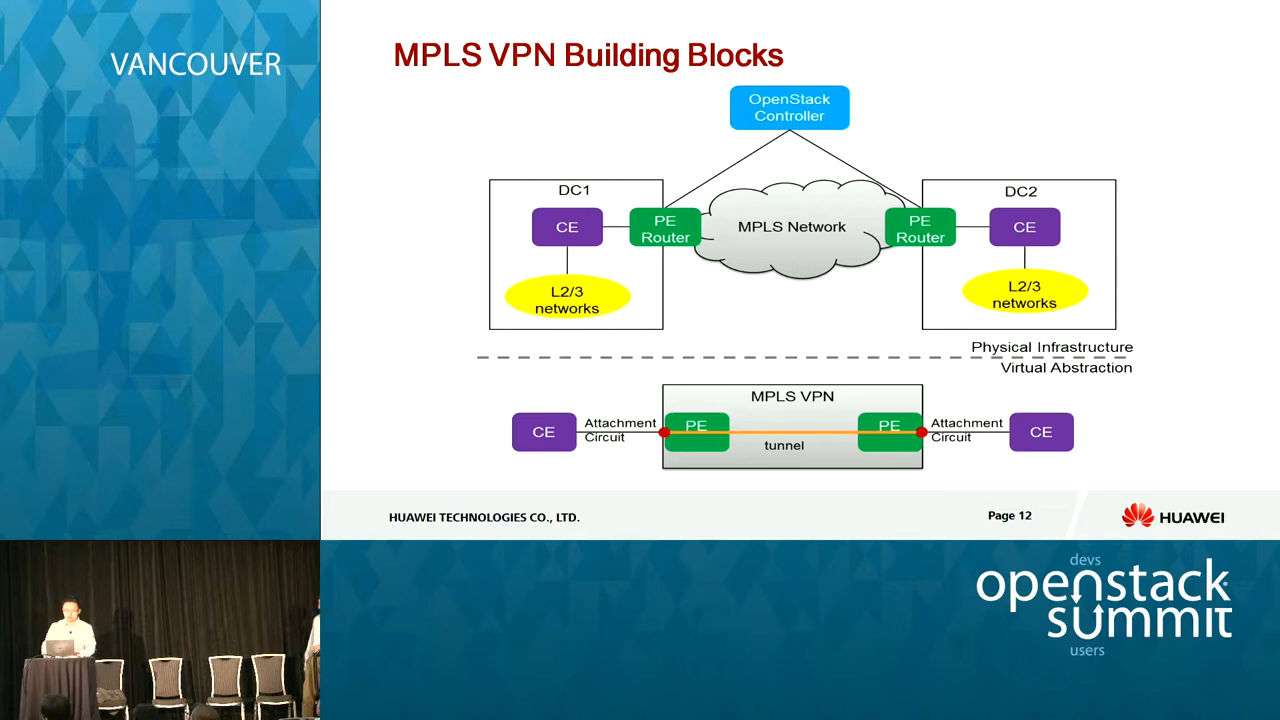 VANCOUVER
MPLS VPN Building Blocks
OpenStack
Controller
DC1
DC2
CE
PE
Router
MPLS Network
PE
Router
CE
L2/3
networks
L2/3
networks
Physical Infrastructure
Virtual Abstraction
MPLS VPN
CE
Attachment
Circuit
PE
tunnel
PE
Attachment
Circuit
CE
HUAWEI TECHNOLOGIES CO., LTD.
Page 12
HUAWEI
devs
openstack
summit
users